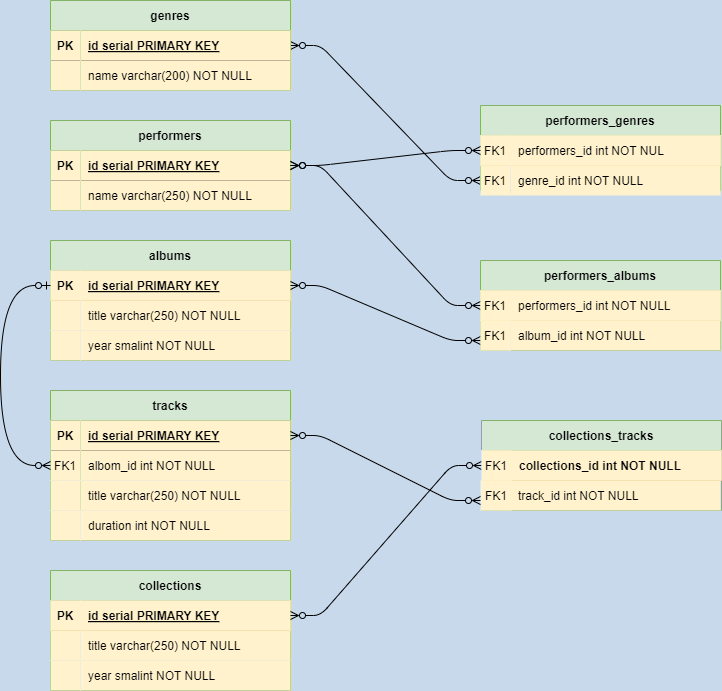 genres
PK id serial PRIMARY KEY
name varchar(200) NOT NULL
performers
PK id serial PRIMARY KEY
name varchar(250) NOT NULL
albums
PK id serial PRIMARY KEY
title varchar(250) NOT NULL
year smalint NOT NULL
tracks
PK id serial PRIMARY KEY
FK1 albom_id int NOT NULL
title varchar(250) NOT NULL
duration int NOT NULL
collections
PK id serial PRIMARY KEY
title varchar(250) NOT NULL
year smalint NOT NULL
performers_genres
FK1 performers_id int NOT NUL
FK1 genre_id int NOT NULL
performers_albums
FK1 performers_id int NOT NULL
FK1 album_id int NOT NULL
collections_tracks
FK1 collections_id int NOT NULL
FK1 track_id int NOT NULL